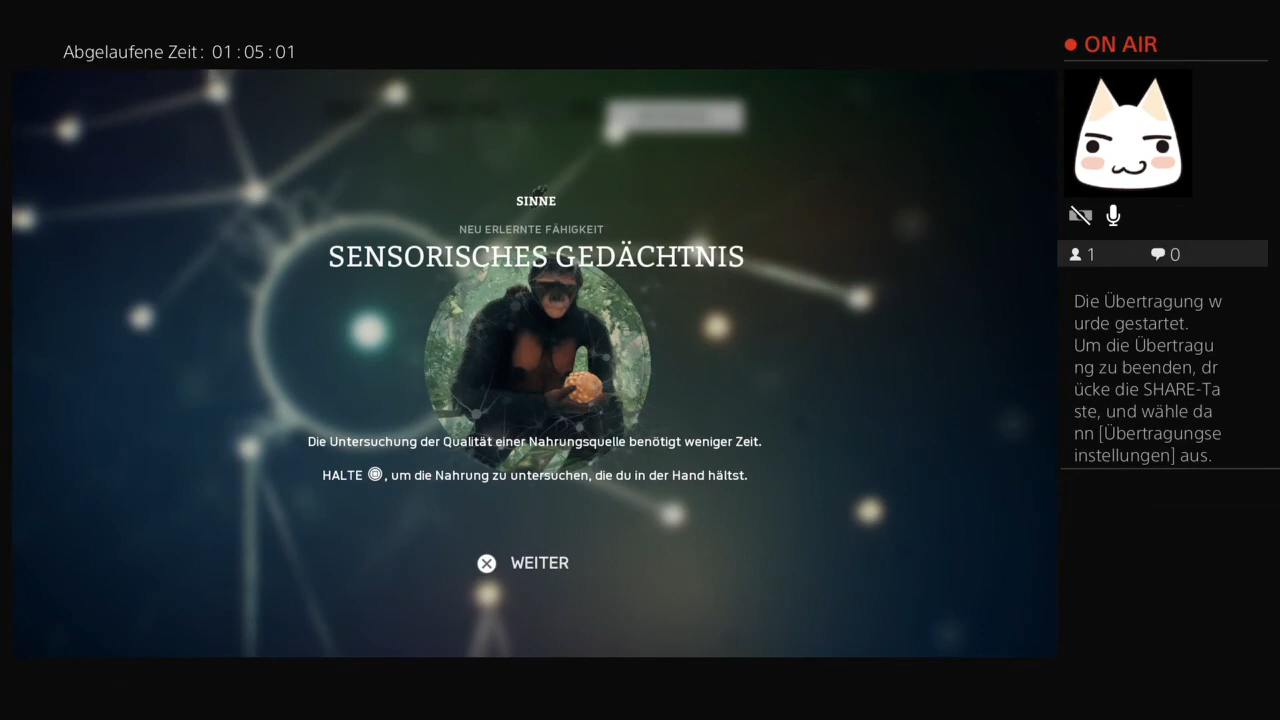 Abgelaufene Zeit: 01:05:01
ON AIR
SINNE
NEU ERLERNTE FÄHIGKEIT
SENSORISCHES GEDÄCHTNIS
Die Untersuchung der Qualität einer Nahrungsquelle benötigt weniger Zeit.
HALTE , um die Nahrung zu untersuchen, die du in der Hand hältst.
WEITER
1 0
Die Übertragung w
urde gestartet.
Um die Übertragu
ng zu beenden, dr
ücke die SHARE-Ta
ste, und wähle da
nn [Übertragungse
instellungen] aus.